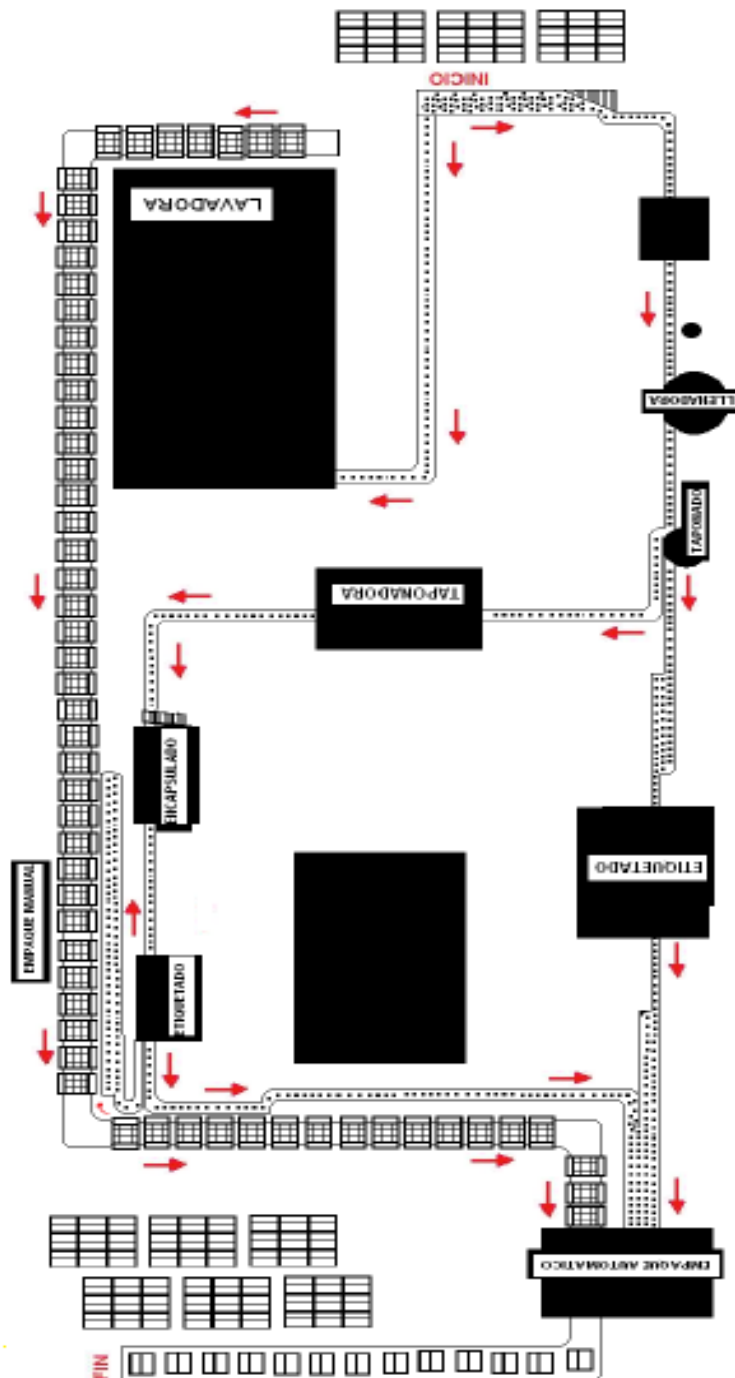 INICIO
LAVADORA
LLENADORA
TAPONADO
TAPONADORA
ENCAPSULADO
ETIQUETADO
EMPAQUE MANUAL
ETIQUETADO
EMPAQUE AUTOMATICO
FIN